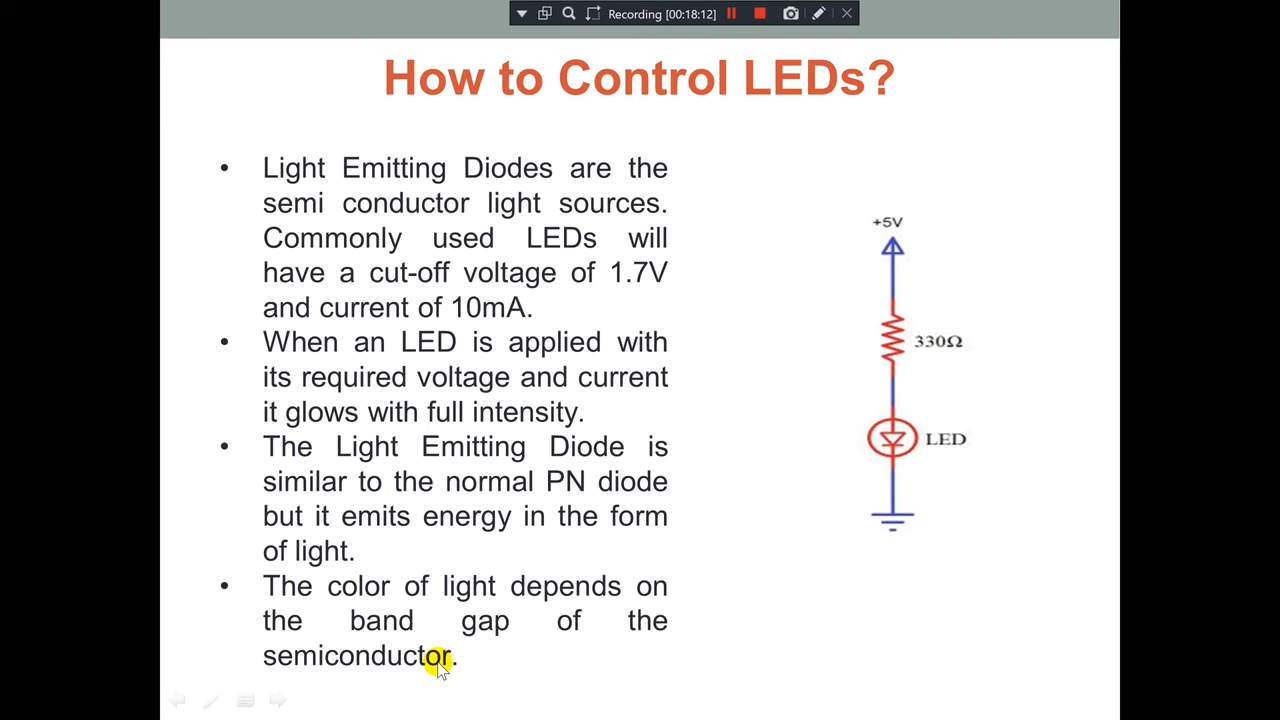 Recording [00:18:12]
How to Control LEDs?
• Light Emitting Diodes are the
semi conductor light sources.
Commonly used LEDs will
have a cut-off voltage of 1.7V
and current of 10mA.
• When an LED is applied with
its required voltage and current
it glows with full intensity.
• The Light Emitting Diode is
similar to the normal PN diode
but it emits energy in the form
of light.
• The color of light depends on
the band gap of the
semiconductor.
+5V
330Ω
LED